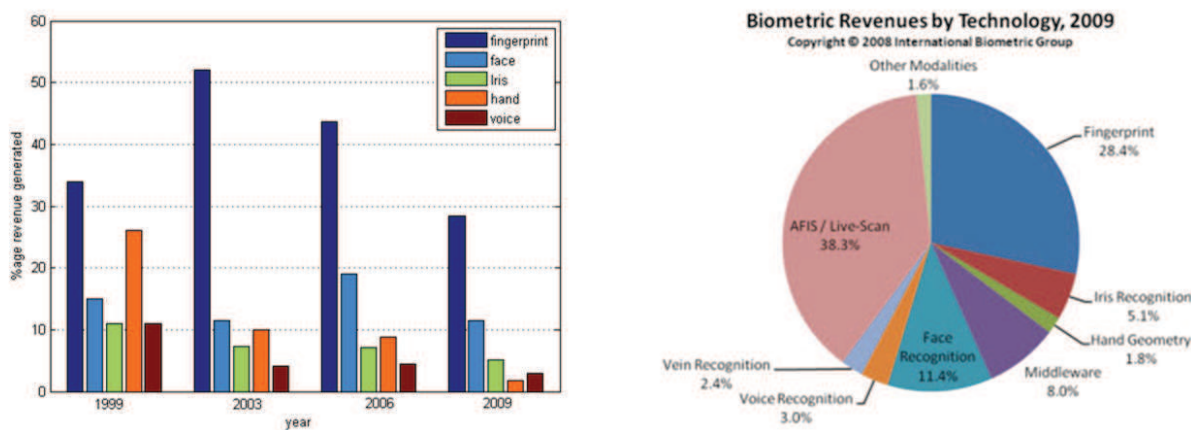 60
50
40
30
20
10
0
%age revenue generated
fingerprint
face
Iris
hand
voice
1999
2003
2006
2009
year
Biometric Revenues by Technology, 2009
Copyright © 2008 International Biometric Group
Other Modalities
1.6%
Fingerprint
28.4%
AFIS / Live-Scan
38.3%
Iris Recognition
5.1%
Hand Geometry
1.8%
Face
Recognition
11.4%
Middleware
8.0%
Vein Recognition
2.4%
Voice Recognition
3.0%